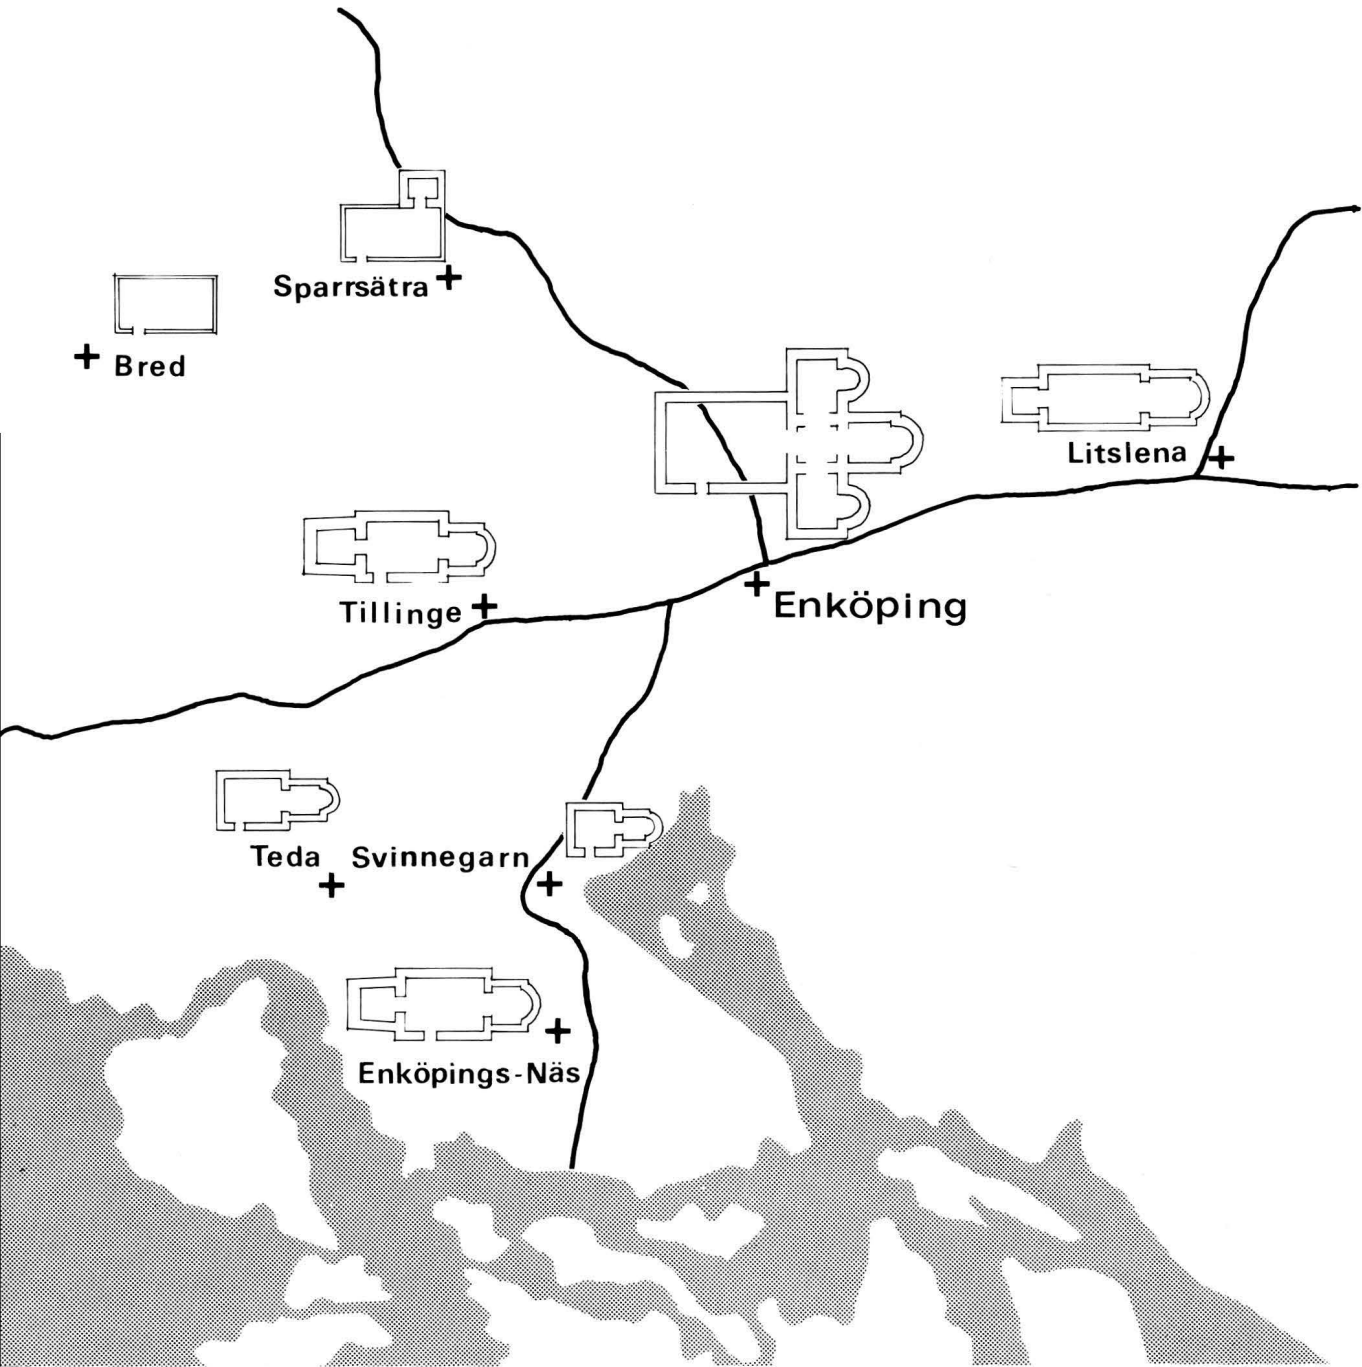 Sparrsätra
Bred
Litslena
Tillinge
Enköping
Teda
Svinnegarn
Enköpings-Näs